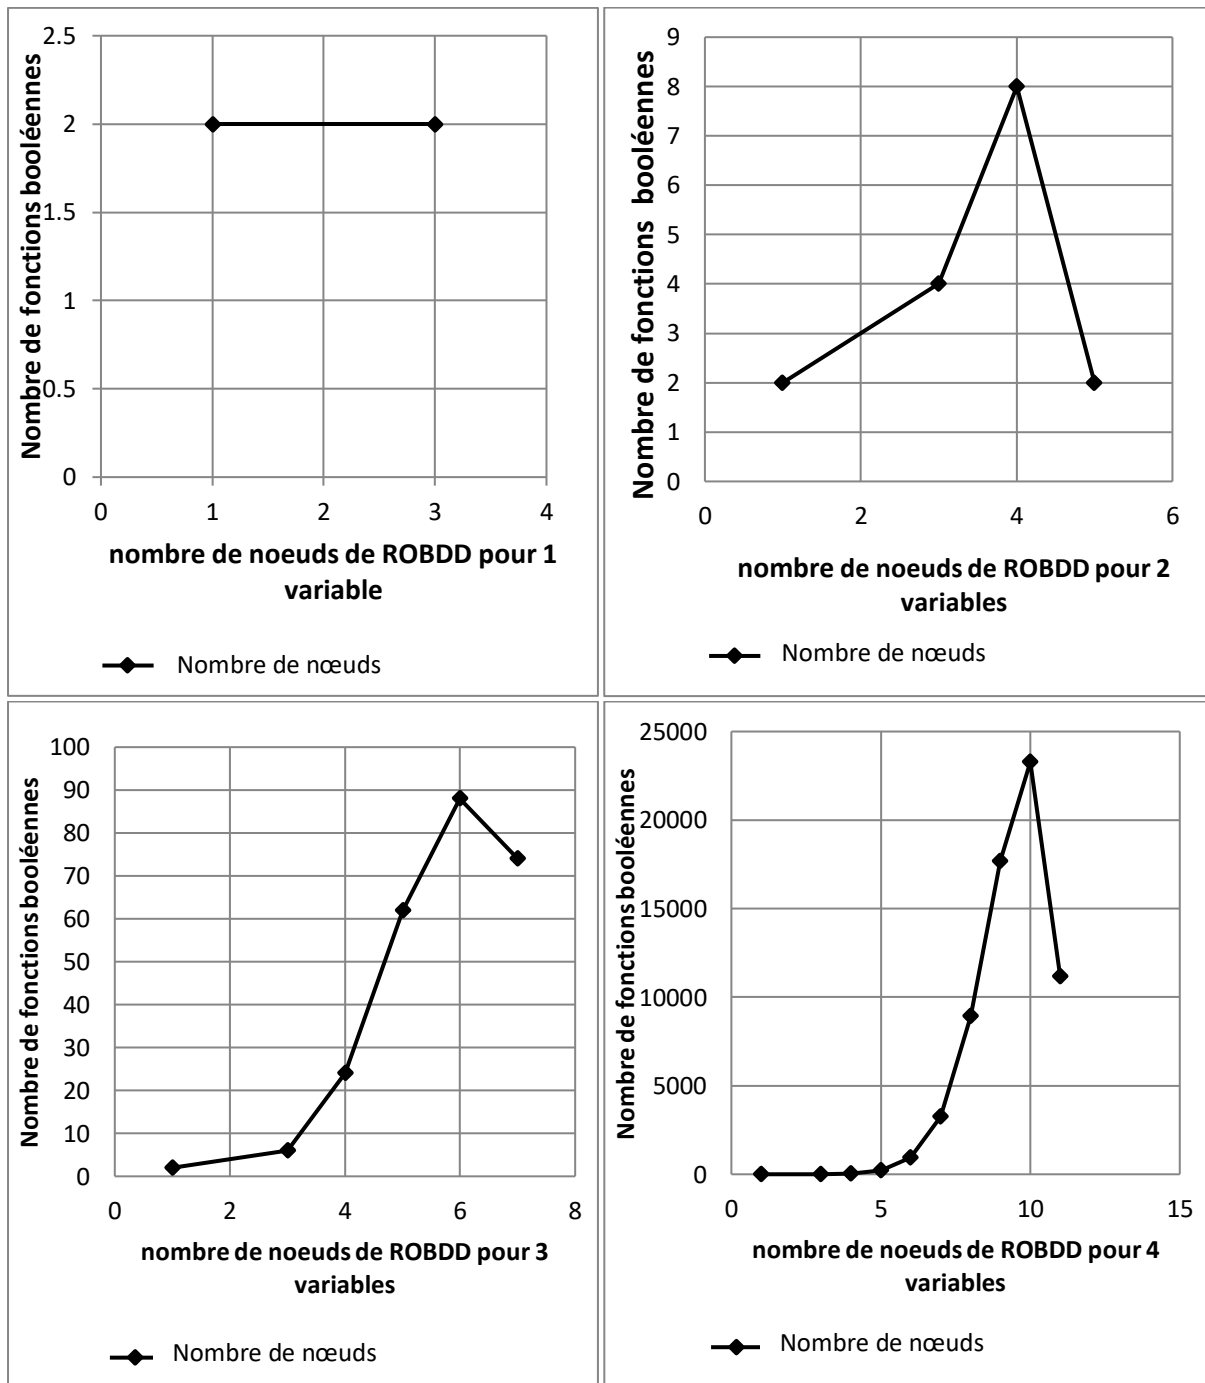 2.5
2
1.5
1
0.5
0
0 1 2 3 4
Nombre de fonctions booléennes
nombre de noeuds de ROBDD pour 1
variable
Nombre de nœuds
9
8
7
6
5
4
3
2
1
0
0 2 4 6
Nombre de fonctions booléennes
nombre de noeuds de ROBDD pour 2
variables
Nombre de nœuds
100
90
80
70
60
50
40
30
20
10
0
0 2 4 6 8
Nombre de fonctions booléennes
nombre de noeuds de ROBDD pour 3
variables
Nombre de nœuds
25000
20000
15000
10000
5000
0
0 5 10 15
Nombre de fonctions booléennes
nombre de noeuds de ROBDD pour 4
variables
Nombre de nœuds